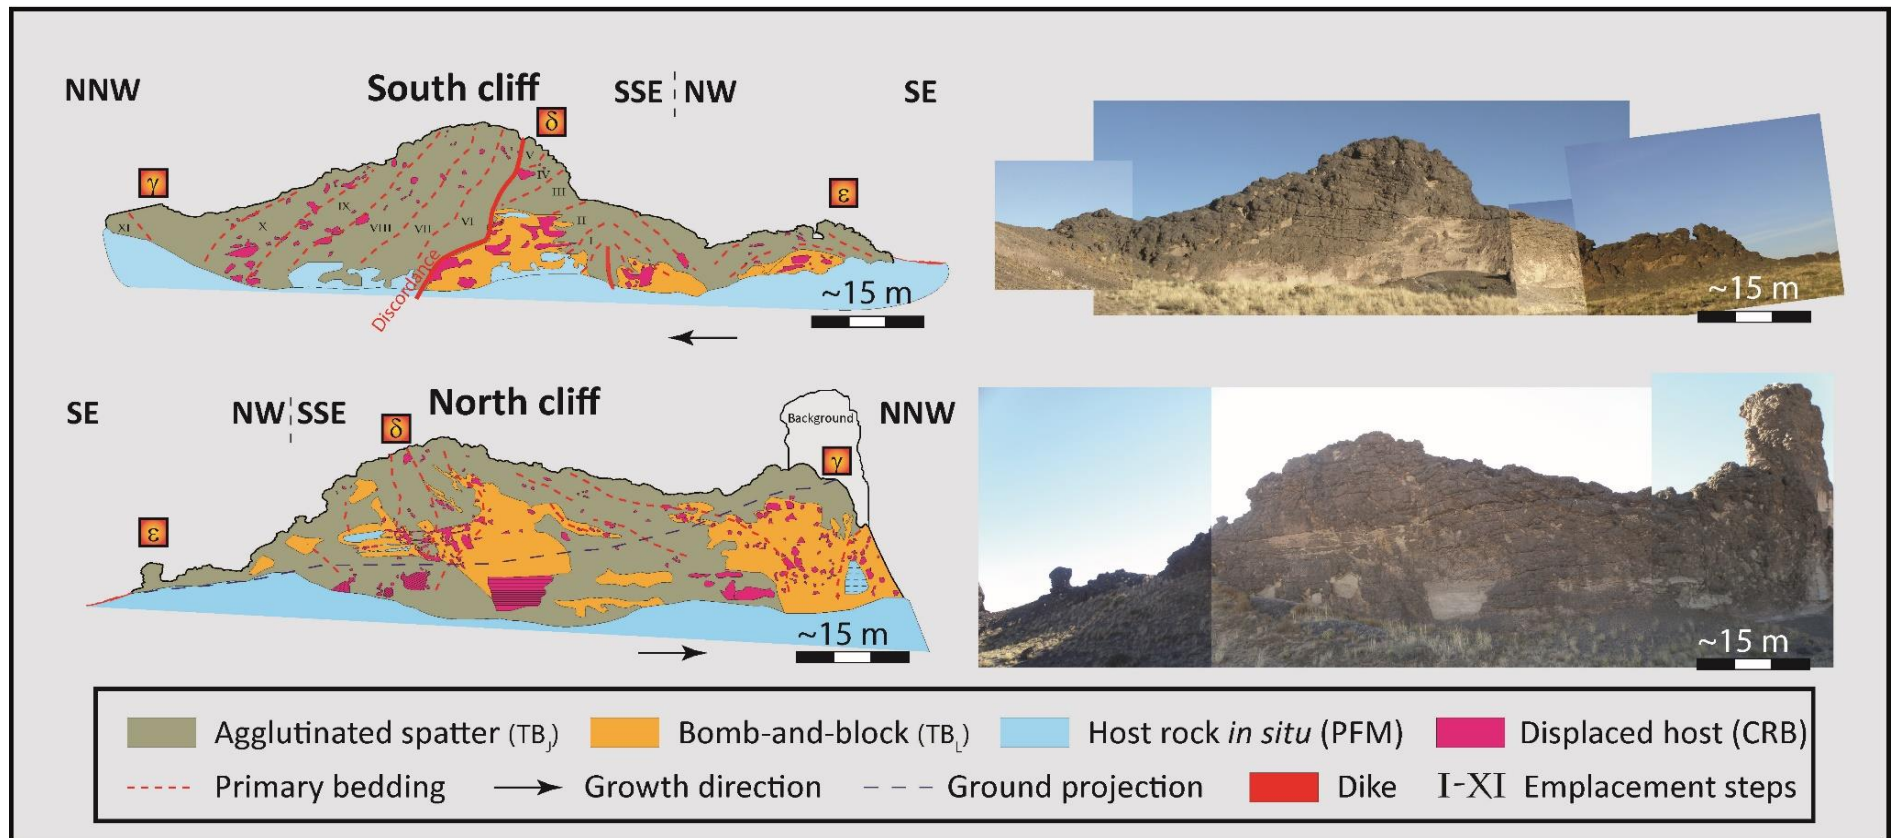 NNW South cliff SSE NW SE
δ
γ
ε
V
IV
III
IX
II
XI
X
VIII
VII
VI
I
Discordance
~15 m
~15 m
North cliff
SE NW SSE NNW
Background
δ
γ
ε
~15 m
~15 m
Agglutinated spatter (TBJ) Bomb-and-block (TBL) Host rock in situ (PFM) Displaced host (CRB)
Primary bedding Growth direction Ground projection Dike I-XI Emplacement steps